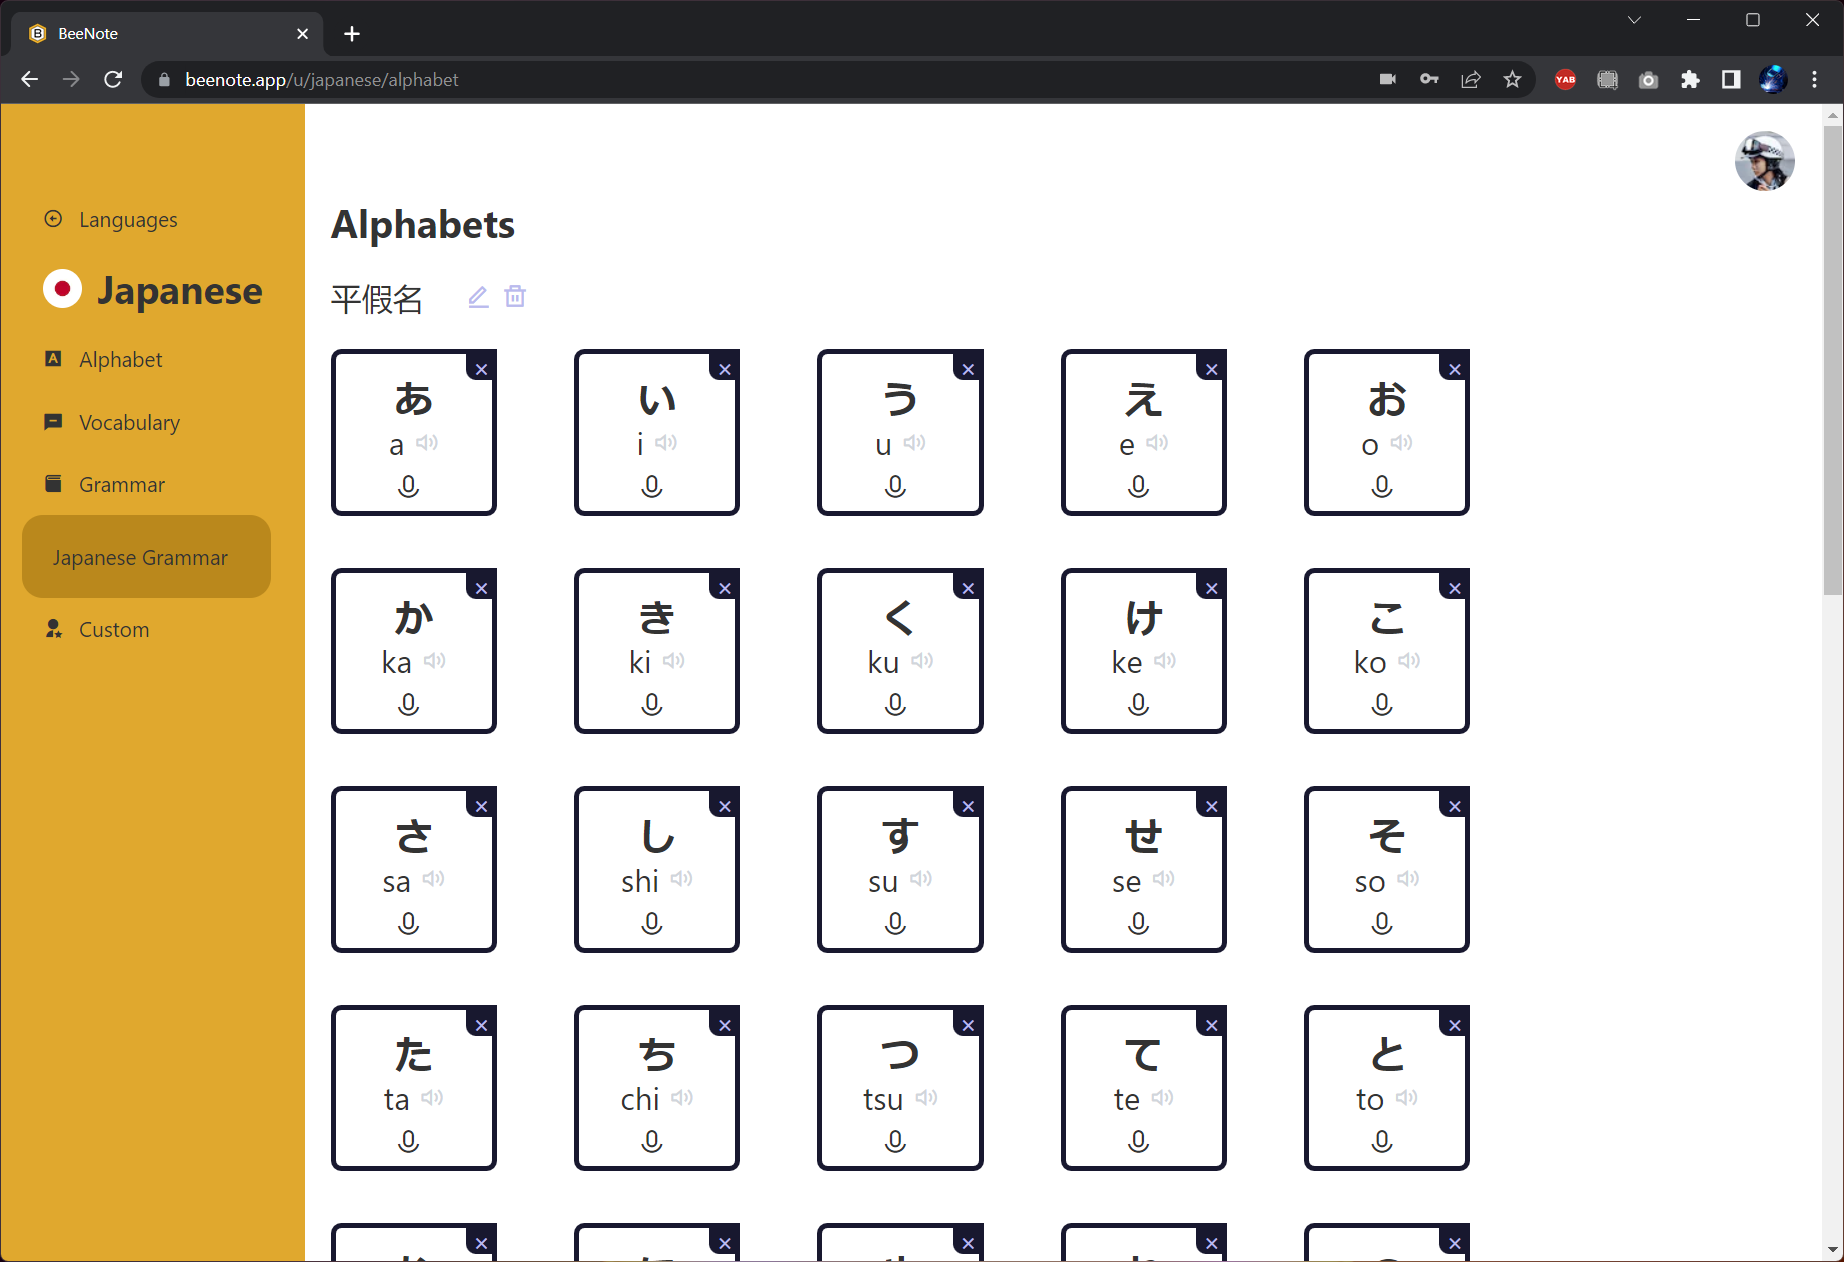 BeeNote
beenote.app/u/japanese/alphabet
YAB
Languages
Japanese
Alphabet
Vocabulary
Grammar
Japanese Grammar
Custom
Alphabets
平假名
あ い う え お
a i u e o
か き く け こ
ka ki ku ke ko
さ し す せ そ
sa shi su se so
た ち つ て と
ta chi tsu te to